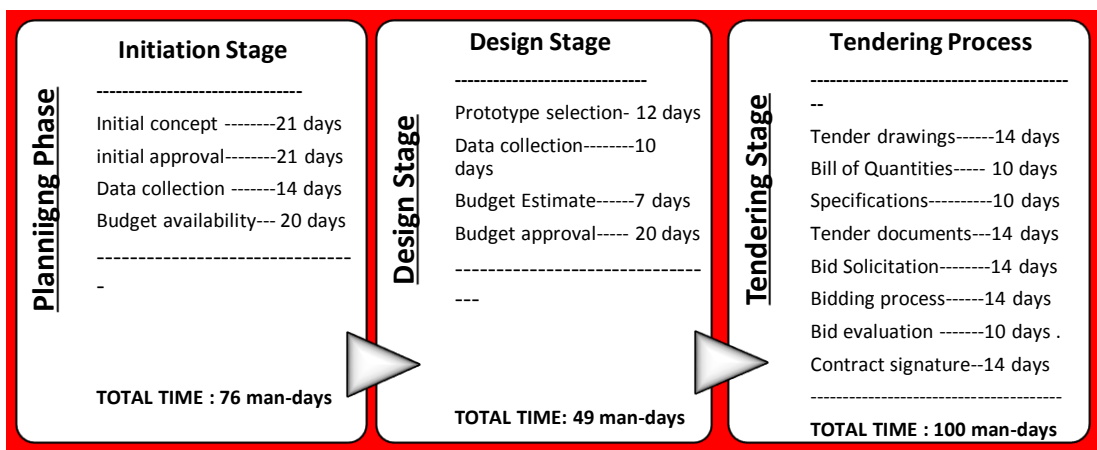 Planniigng Phase
Initiation Stage
--------------------------------
Initial concept --------21 days
initial approval--------21 days
Data collection -------14 days
Budget availability--- 20 days
-------------------------------
-
TOTAL TIME : 76 man-days
Design Stage
Design Stage
------------------------------
Prototype selection- 12 days
Data collection--------10
days
Budget Estimate------7 days
Budget approval----- 20 days
------------------------------
---
TOTAL TIME: 49 man-days
Tendering Stage
Tendering Process
----------------------------------------
--
Tender drawings------14 days
Bill of Quantities----- 10 days
Specifications----------10 days
Tender documents---14 days
Bid Solicitation--------14 days
Bidding process------14 days
Bid evaluation -------10 days .
Contract signature--14 days
---------------------------------------
TOTAL TIME : 100 man-days